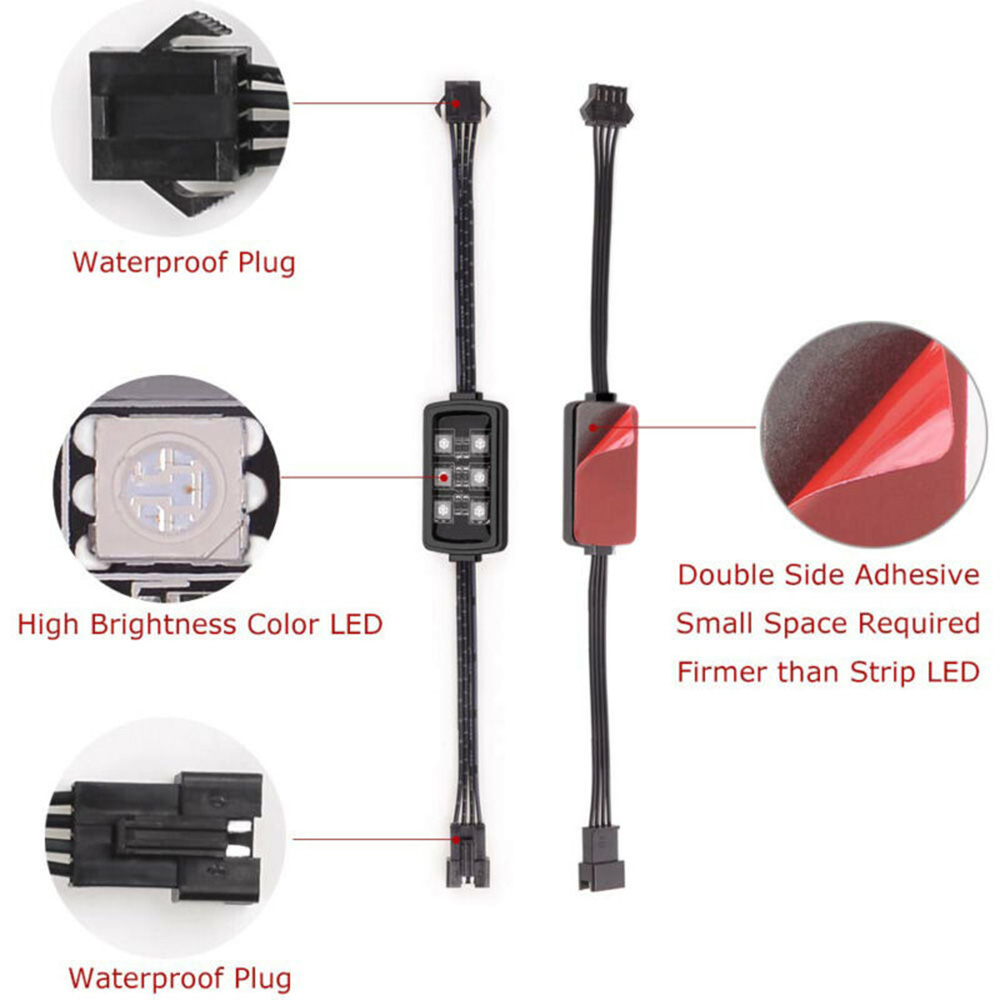 Waterproof Plug
High Brightness Color LED
Double Side Adhesive
Small Space Required
Firmer than Strip LED
Waterproof Plug